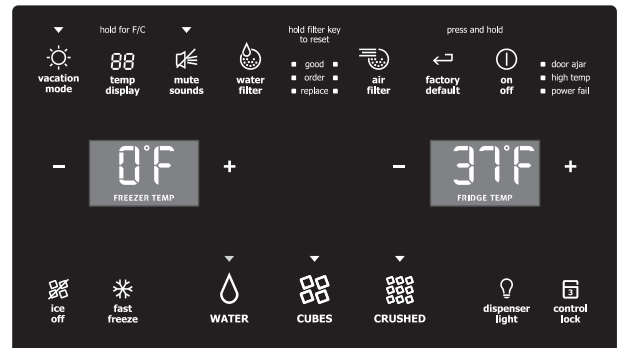 hold for F/C
hold filter key
to reset
press and hold
88
vacation
mode
temp
display
mute
sounds
water
filter
good
order
replace
air
filter
factory
default
on
off
door ajar
high temp
power fail
- 0°F +
FREEZER TEMP
- 37°F +
FRIDGE TEMP
ice
off
fast
freeze
WATER
CUBES
CRUSHED
dispenser
light
3
control
lock